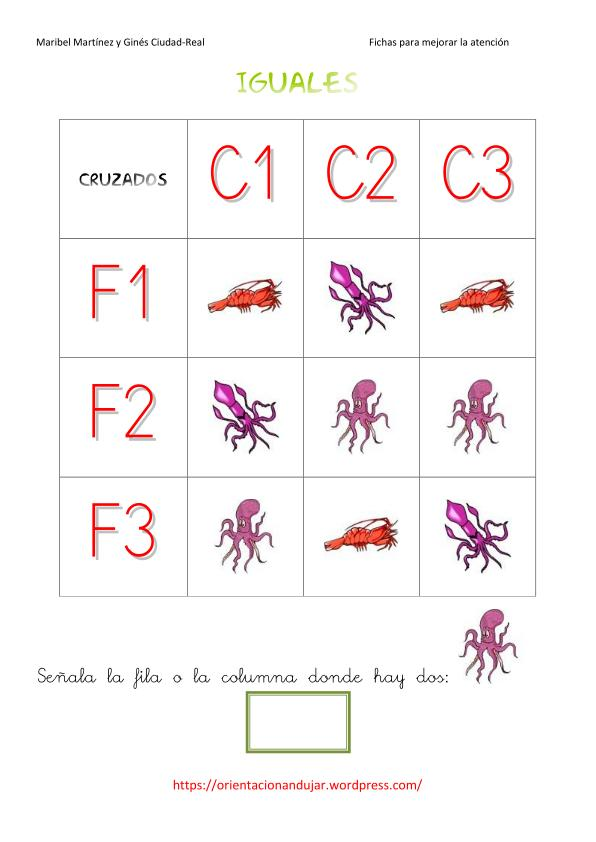 Maribel Martínez y Ginés Ciudad-Real Fichas para mejorar la atención
IGUALES
CRUZADOS C1 C2 C3
F1
F2
F3
Señala la fila o la columna donde hay dos:
https://orientacionandujar.wordpress.com/